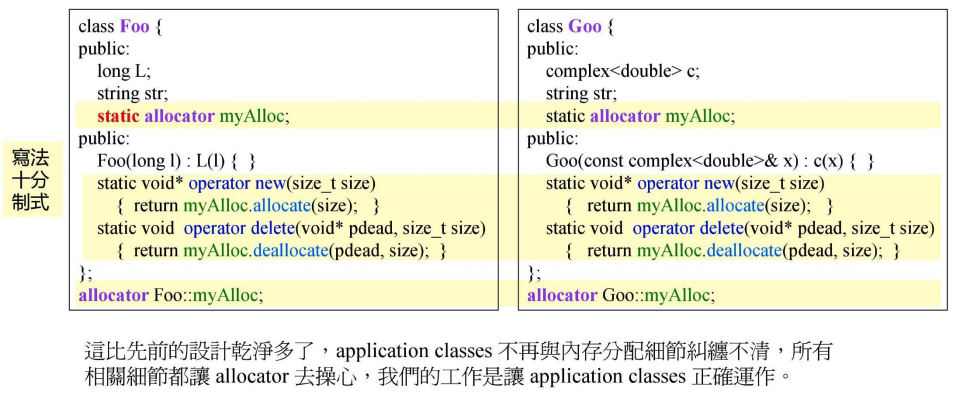 class Foo {
public:
long L;
string str;
static allocator myAlloc;
public:
Foo(long l) : L(l) { }
static void* operator new(size_t size)
{ return myAlloc.allocate(size); }
static void operator delete(void* pdead, size_t size)
{ return myAlloc.deallocate(pdead, size); }
};
allocator Foo::myAlloc;
class Goo {
public:
complex<double> c;
string str;
static allocator myAlloc;
public:
Goo(const complex<double>& x) : c(x) { }
static void* operator new(size_t size)
{ return myAlloc.allocate(size); }
static void operator delete(void* pdead, size_t size)
{ return myAlloc.deallocate(pdead, size); }
};
allocator Goo::myAlloc;
寫法
十分
制式
這比先前的設計乾淨多了，application classes 不再與內存分配細節糾纏不清，所有
相關細節都讓 allocator 去操心，我們的工作是讓 application classes 正確運作。